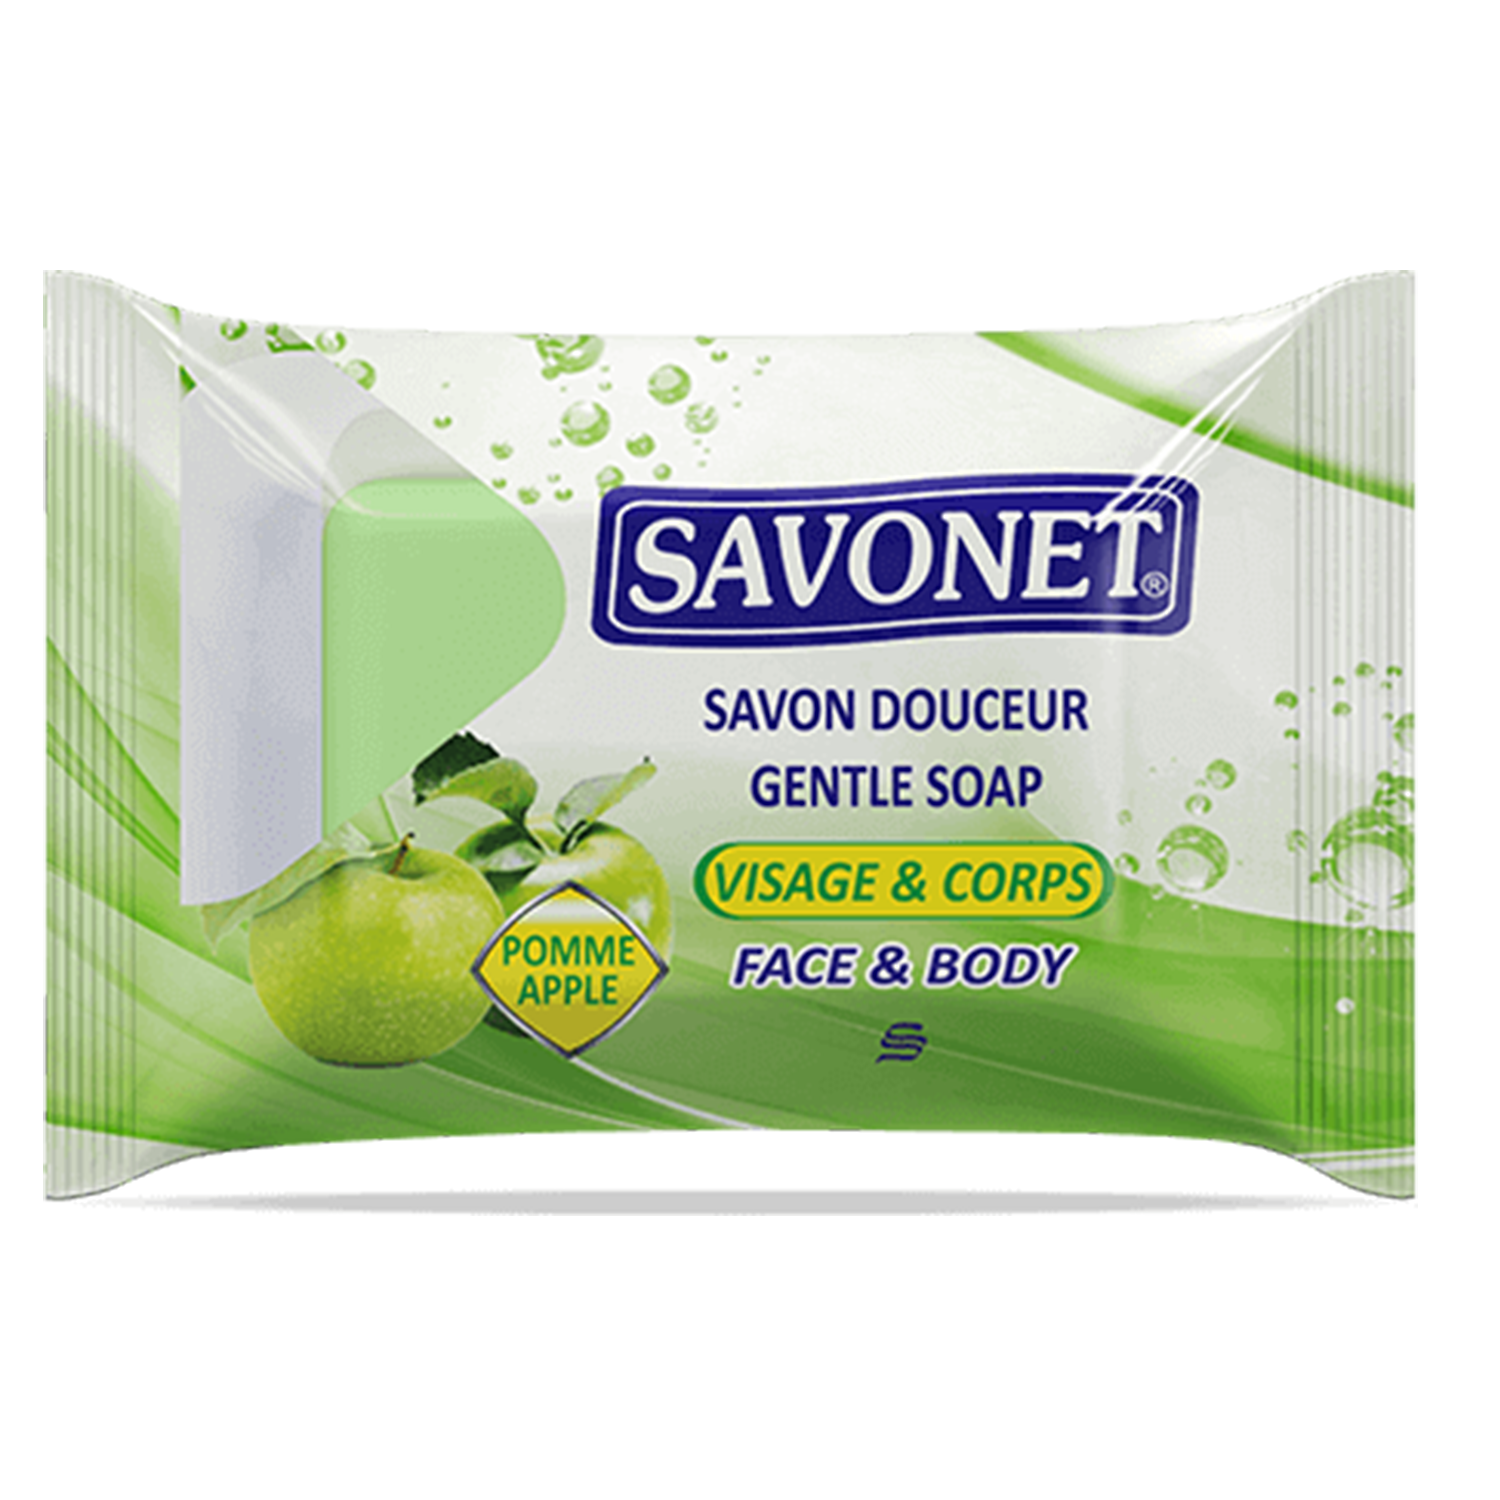 SAVONET®
SAVON DOUCEUR
GENTLE SOAP
VISAGE & CORPS
FACE & BODY
POMME
APPLE